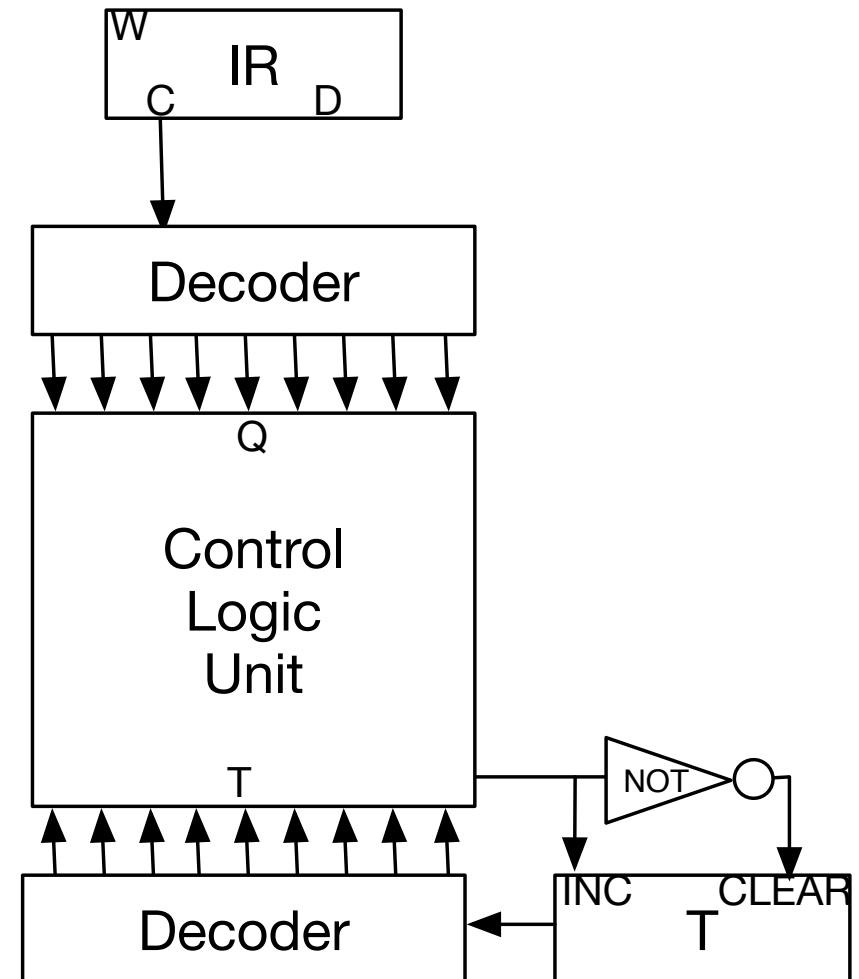 W
IR
C D
Decoder
Q
Control
Logic
Unit
T
NOT
INC CLEAR
Decoder
T